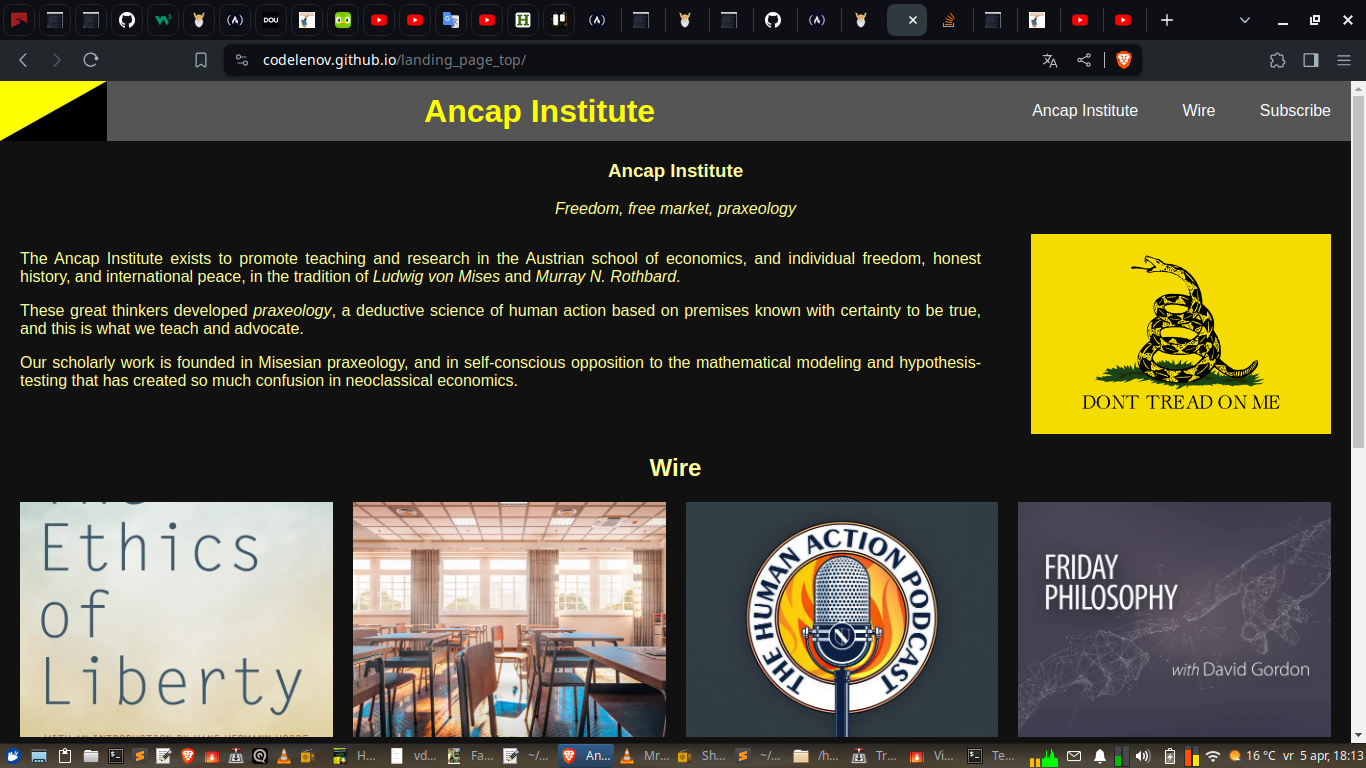 DOU
codelenov.github.io/landing_page_top/
Ancap Institute
Ancap Institute
Wire
Subscribe
Ancap Institute
Freedom, free market, praxeology
The Ancap Institute exists to promote teaching and research in the Austrian school of economics, and individual freedom, honest
history, and international peace, in the tradition of Ludwig von Mises and Murray N. Rothbard.
These great thinkers developed praxeology, a deductive science of human action based on premises known with certainty to be true,
and this is what we teach and advocate.
Our scholarly work is founded in Misesian praxeology, and in self-conscious opposition to the mathematical modeling and hypothesis-
testing that has created so much confusion in neoclassical economics.
DONT TREAD ON ME
Wire
Ethics
of
Liberty
THE HUMAN ACTION PODCAST
FRIDAY
PHILOSOPHY
with David Gordon
H... vd... Fa... ~/... An... Mr... Sh... ~/... /h... Tr... Vi... Te... 16 °C vr 5 apr, 18:13